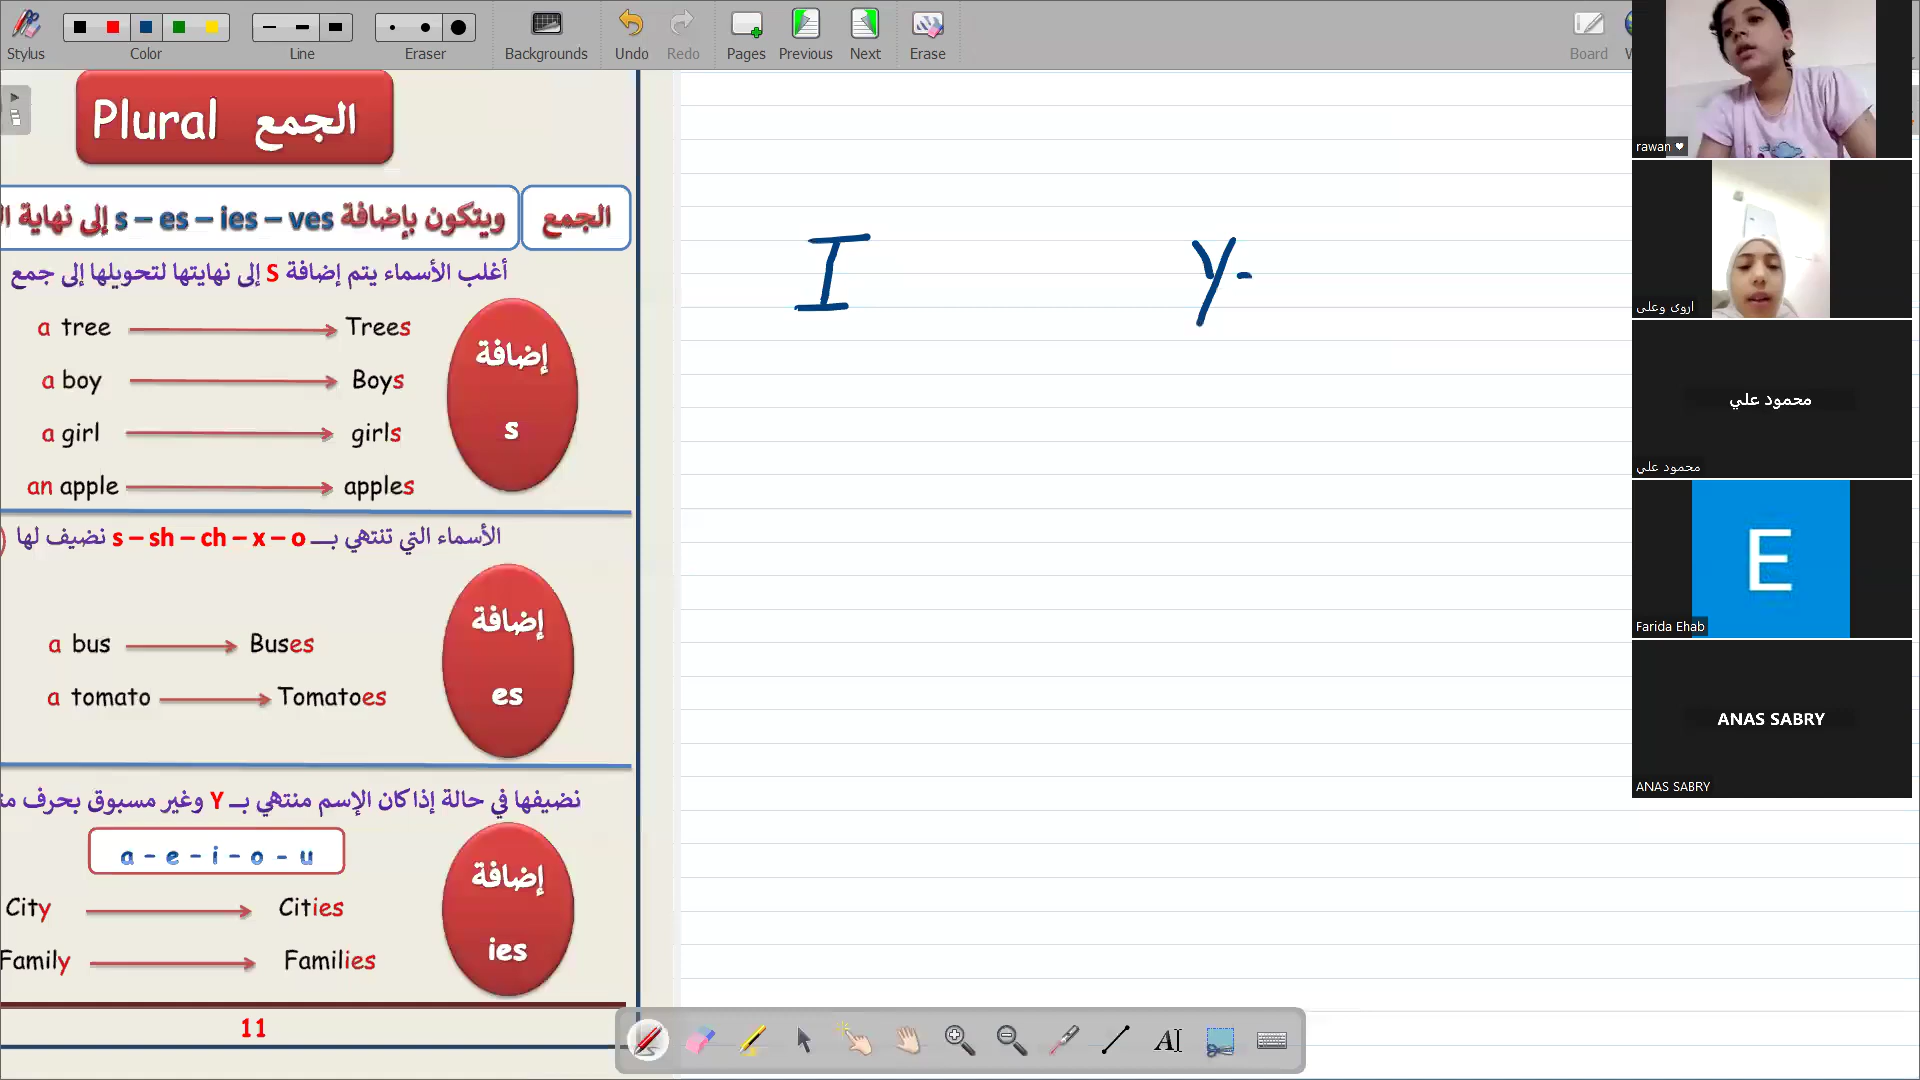 Stylus Color Line Eraser Backgrounds Undo Redo Pages Previous Next Erase Board
Plural الجمع
الجمع ويتكون بإضافة s – es – ies – ves إلى نهاية
أغلب الأسماء يتم إضافة S إلى نهايتها لتحويلها إلى جمع
a tree Trees
a boy Boys
a girl girls
an apple apples
إضافة
s
الأسماء التي تنتهي بـ s – sh – ch – x – o نضيف لها
a bus Buses
a tomato Tomatoes
إضافة
es
نضيفها في حالة إذا كان الإسم منتهي بـ Y وغير مسبوق بحرف
a - e - i - o - u
City Cities
Family Families
إضافة
ies
11
I y-
rawan ♥
اروى وعلى
محمود علي
محمود علي
E
Farida Ehab
ANAS SABRY
ANAS SABRY